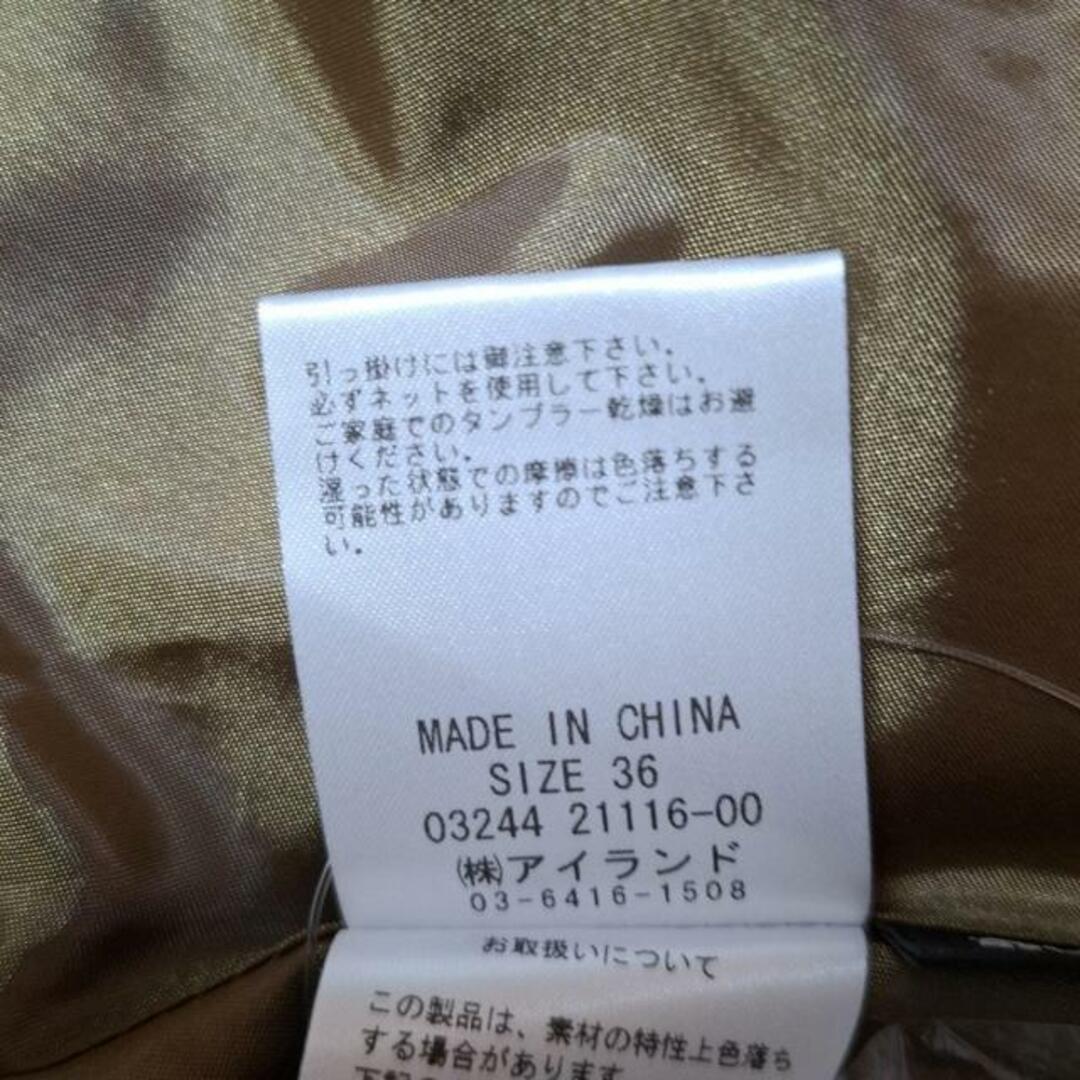 引っ掛けには御注意下さい。
必ずネットを使用して下さい。
ご家庭でのタンブラー乾燥はお避
けください。
湿った状態での摩擦は色落ちする
可能性がありますのでご注意下さ
い。
MADE IN CHINA
SIZE 36
03244 21116-00
㈱アイランド
03-6416-1508
お取扱いについて
この製品は、素材の特性上色落ち
する場合があります。